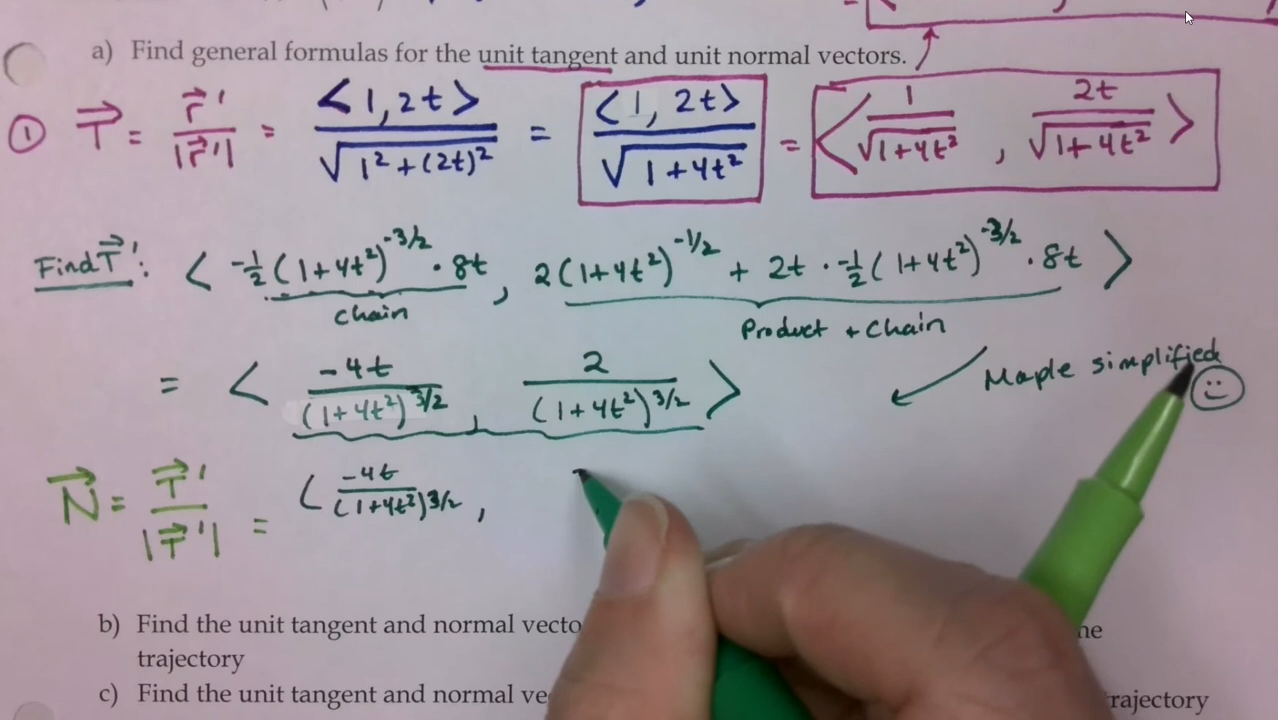 a) Find general formulas for the unit tangent and unit normal vectors.
① T⃗ = r⃗' / |r⃗'| = <1, 2t> / √(1² + (2t)²) = <1, 2t> / √(1+4t²) = < 1 / √(1+4t²) , 2t / √(1+4t²) >
Find T⃗': < -½ (1+4t²)^(-3/2) · 8t , 2(1+4t²)^(-1/2) + 2t · -½ (1+4t²)^(-3/2) · 8t >
chain
Product + Chain
= < -4t / (1+4t²)^(3/2) , 2 / (1+4t²)^(3/2) >
Maple simplified
N⃗ = T⃗' / |T⃗'| = < -4t / (1+4t²)^(3/2) ,
b) Find the unit tangent and normal
trajectory
c) Find the unit tangent and normal